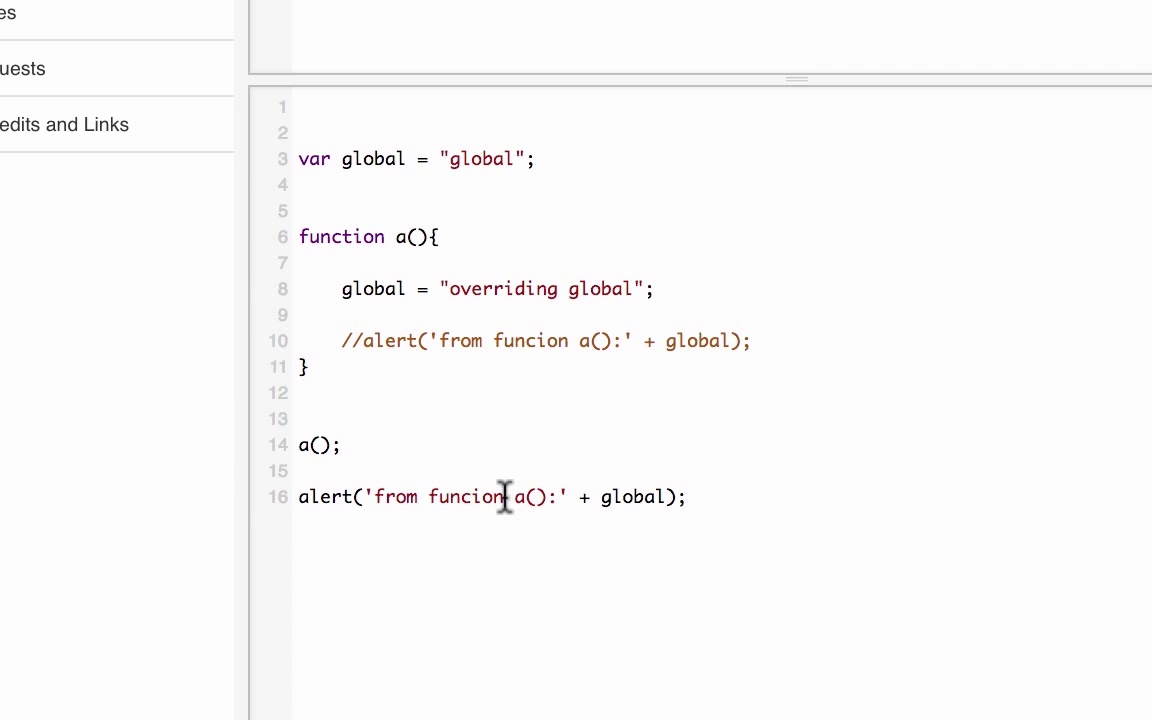 es
uests
edits and Links
1
2
3 var global = "global";
4
5
6 function a(){
7
8 global = "overriding global";
9
10 //alert('from funcion a():' + global);
11 }
12
13
14 a();
15
16 alert('from funcion a():' + global);